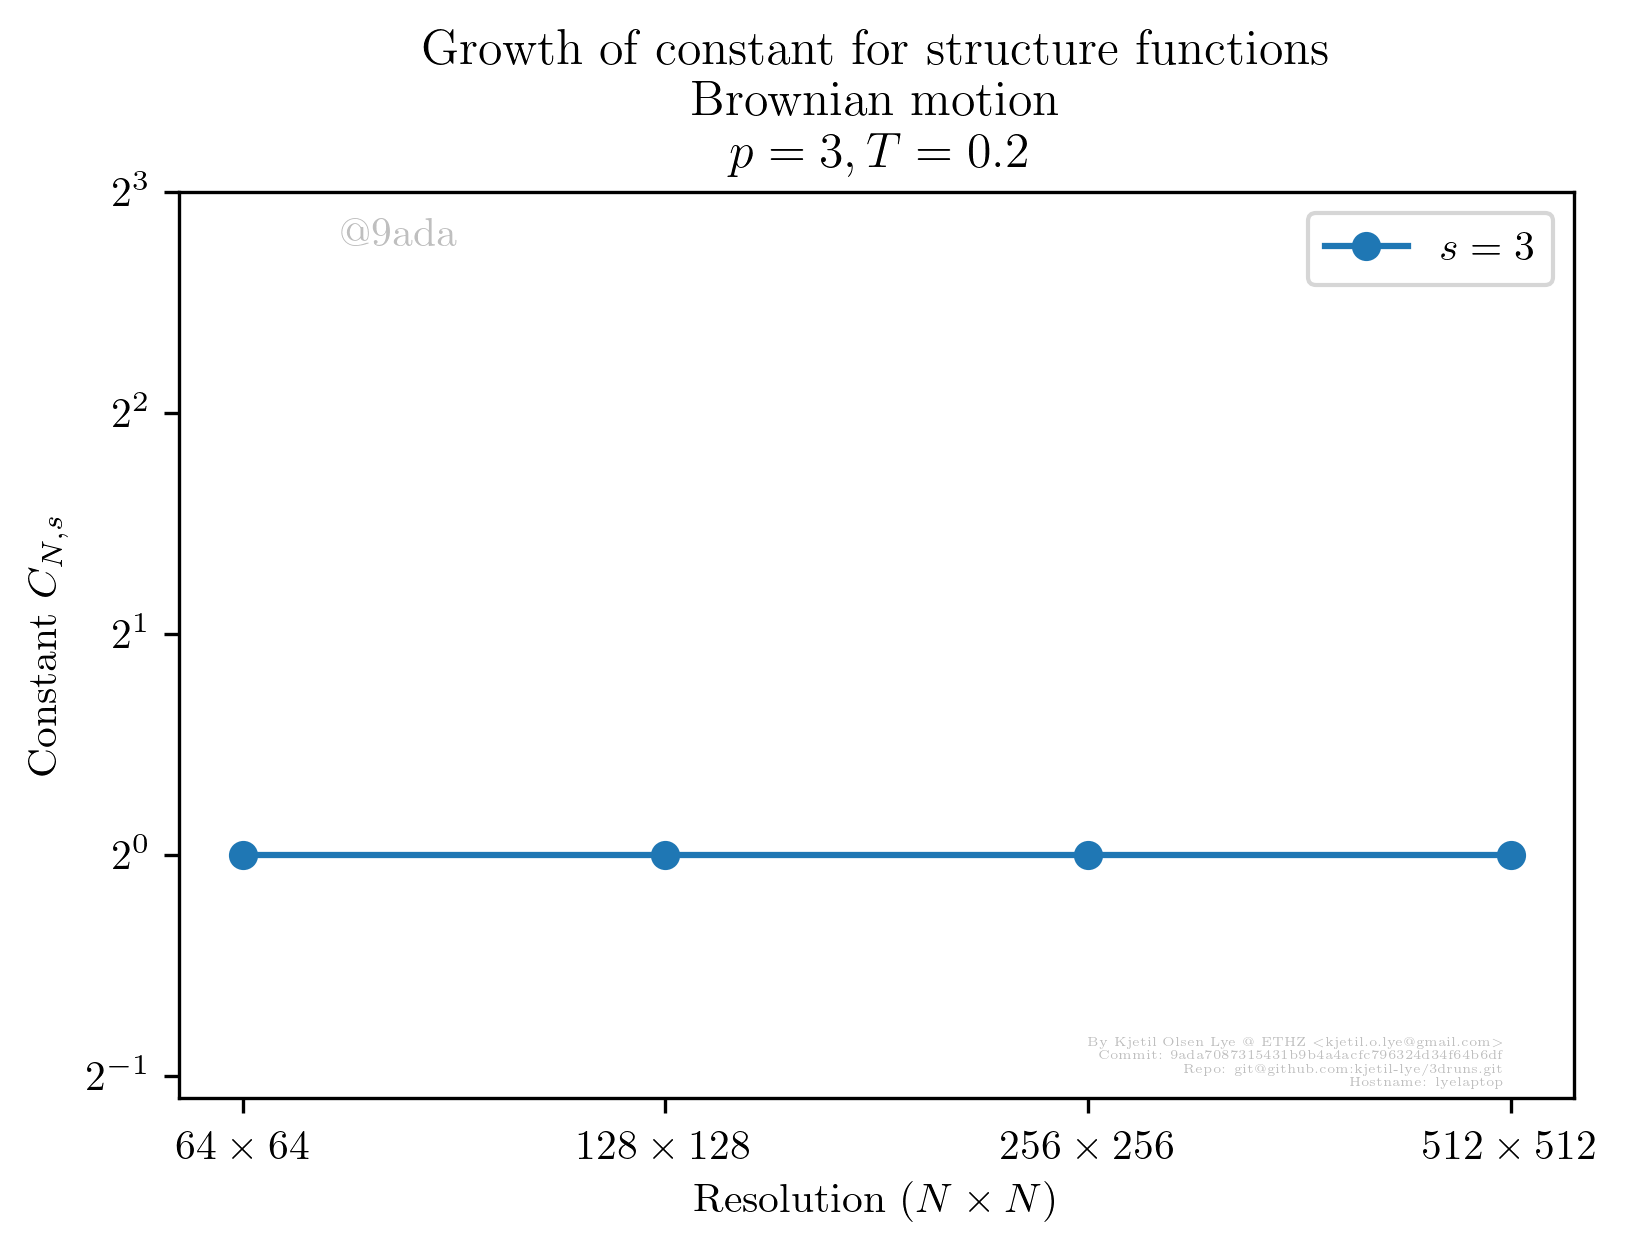 Growth of constant for structure functions
Brownian motion
p = 3, T = 0.2
2^3
@9ada
s = 3
2^2
2^1
2^0
2^{-1}
Constant C_{N,s}
By Kjetil Olsen Lye @ ETHZ <kjetil.o.lye@gmail.com>
Commit: 9ada7087315431b9b4a4acfc796324d34f64b6df
Repo: git@github.com:kjetil-lye/3druns.git
Hostname: lyelaptop
64 × 64 128 × 128 256 × 256 512 × 512
Resolution (N × N)